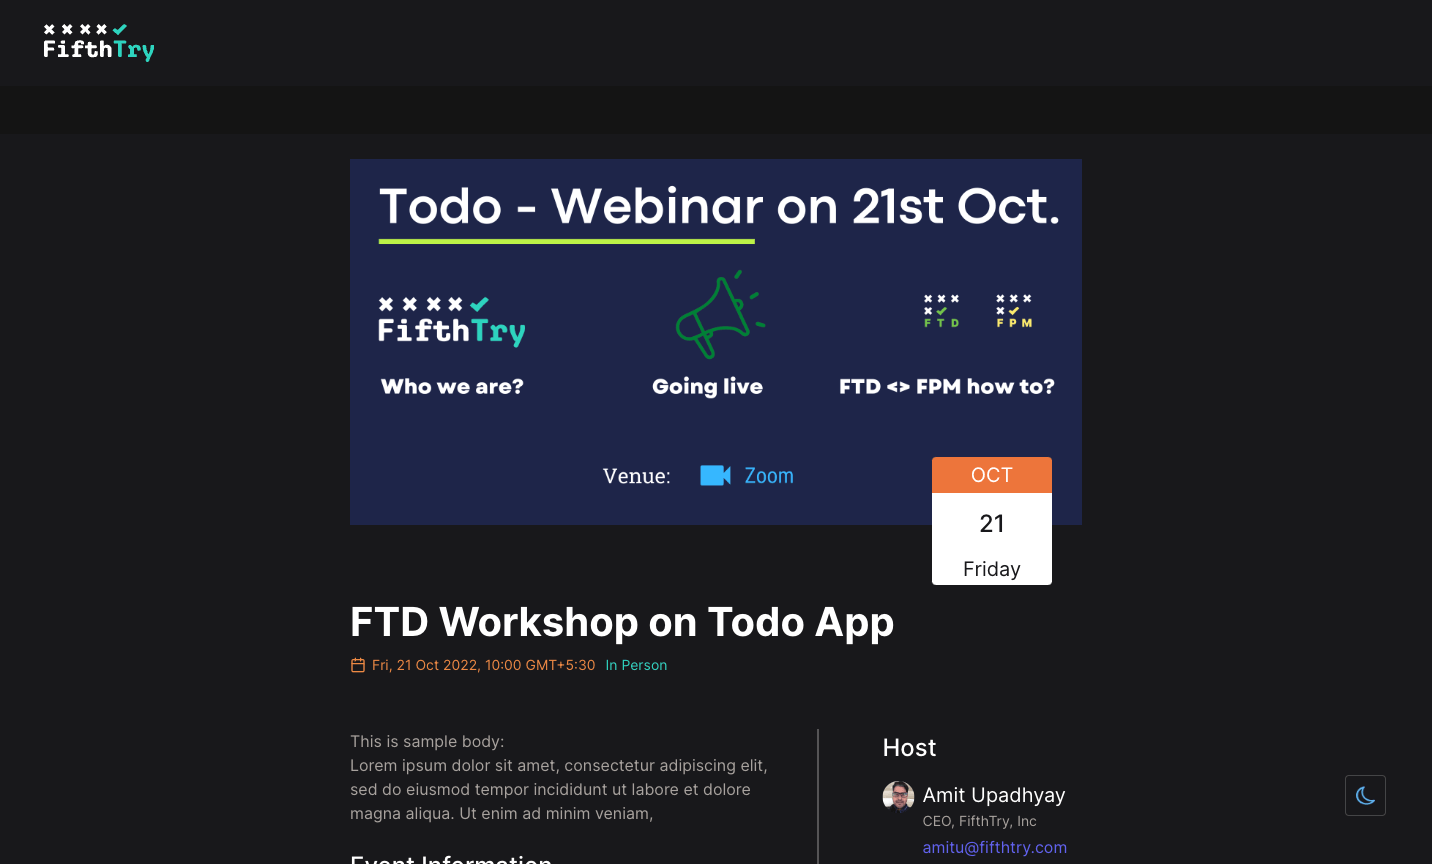 FifthTry
Todo - Webinar on 21st Oct.
FifthTry
FTD
FPM
Who we are?
Going live
FTD <> FPM how to?
Venue: Zoom
OCT
21
Friday
FTD Workshop on Todo App
Fri, 21 Oct 2022, 10:00 GMT+5:30 In Person
This is sample body:
Lorem ipsum dolor sit amet, consectetur adipiscing elit,
sed do eiusmod tempor incididunt ut labore et dolore
magna aliqua. Ut enim ad minim veniam,
Event Information
Host
Amit Upadhyay
CEO, FifthTry, Inc
amitu@fifthtry.com